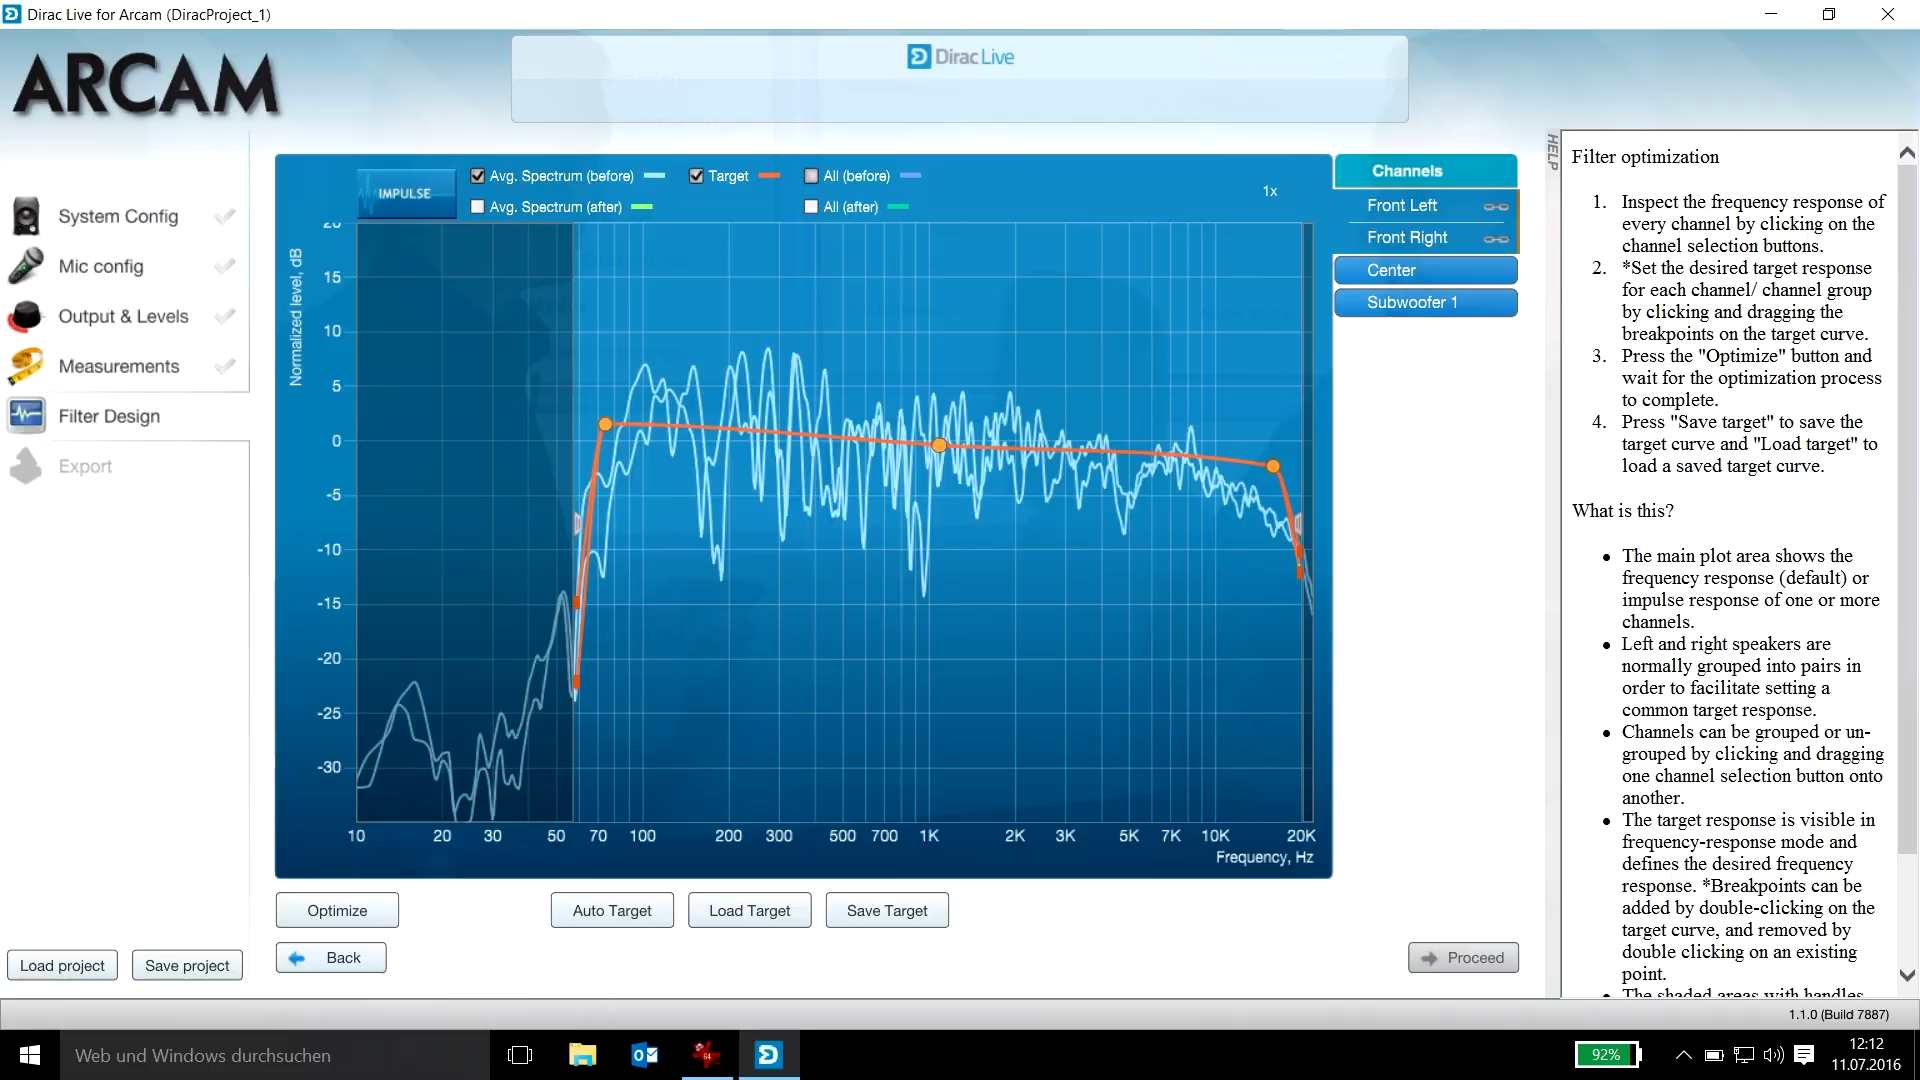 Dirac Live for Arcam (DiracProject_1)
ARCAM
Dirac Live
System Config
Mic config
Output & Levels
Measurements
Filter Design
Export
Load project
Save project
IMPULSE
Avg. Spectrum (before)
Target
All (before)
Avg. Spectrum (after)
All (after)
1x
Normalized level, dB
20
15
10
5
0
-5
-10
-15
-20
-25
-30
10 20 30 50 70 100 200 300 500 700 1K 2K 3K 5K 7K 10K 20K
Frequency, Hz
Optimize
Auto Target
Load Target
Save Target
Back
Proceed
Channels
Front Left
Front Right
Center
Subwoofer 1
HELP
Filter optimization
1. Inspect the frequency response of
every channel by clicking on the
channel selection buttons.
2. *Set the desired target response
for each channel/ channel group
by clicking and dragging the
breakpoints on the target curve.
3. Press the "Optimize" button and
wait for the optimization process
to complete.
4. Press "Save target" to save the
target curve and "Load target" to
load a saved target curve.
What is this?
• The main plot area shows the
frequency response (default) or
impulse response of one or more
channels.
• Left and right speakers are
normally grouped into pairs in
order to facilitate setting a
common target response.
• Channels can be grouped or un-
grouped by clicking and dragging
one channel selection button onto
another.
• The target response is visible in
frequency-response mode and
defines the desired frequency
response. *Breakpoints can be
added by double-clicking on the
target curve, and removed by
double clicking on an existing
point.
• The shaded areas with handles
1.1.0 (Build 7887)
Web und Windows durchsuchen
64
92%
12:12
11.07.2016